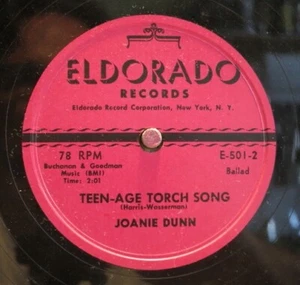 ELDORADO
RECORDS
Eldorado Record Corporation, New York, N. Y.
78 RPM
Buchanan & Goodman
Music (BMI)
Time: 2:01
E-501-2
Ballad
TEEN-AGE TORCH SONG
(Harris-Wasserman)
JOANIE DUNN